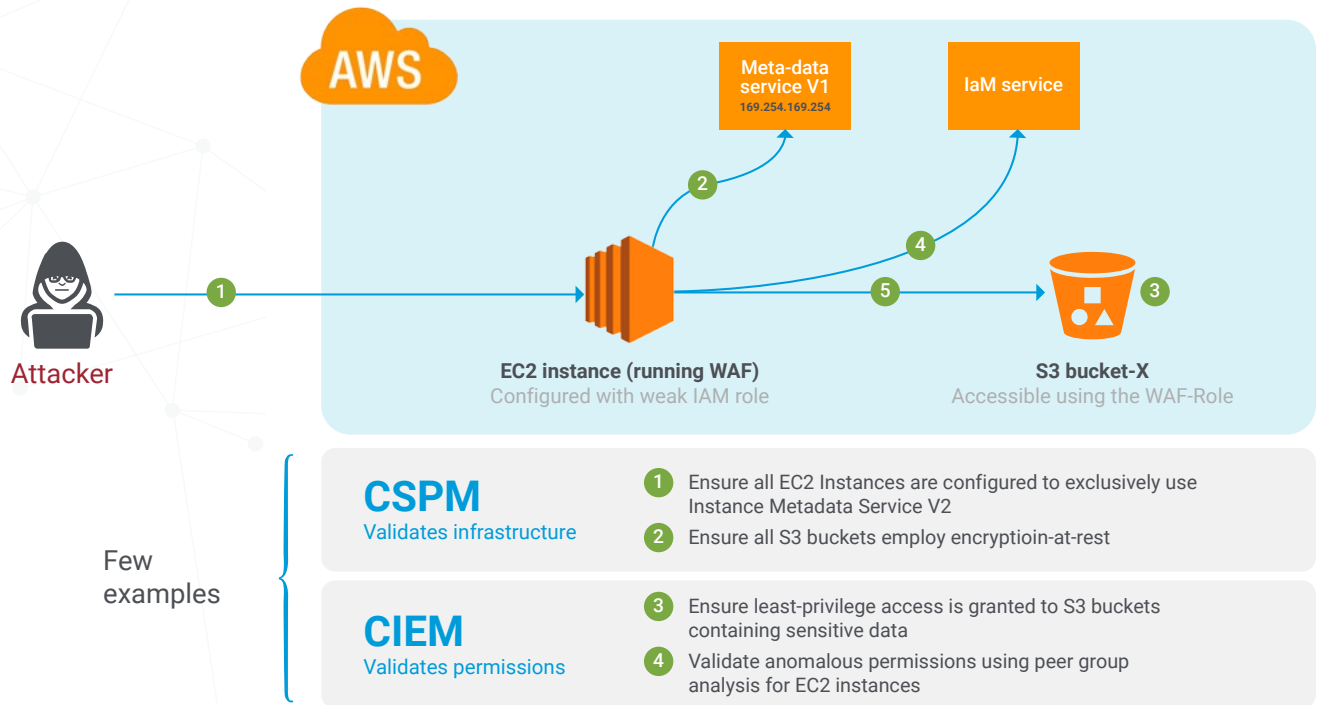 AWS
Meta-data
service V1
169.254.169.254
IaM service
2
4
1
5
3
Attacker
EC2 instance (running WAF)
Configured with weak IAM role
S3 bucket-X
Accessible using the WAF-Role
Few
examples
CSPM
Validates infrastructure
1 Ensure all EC2 Instances are configured to exclusively use
Instance Metadata Service V2
2 Ensure all S3 buckets employ encryptioin-at-rest
CIEM
Validates permissions
3 Ensure least-privilege access is granted to S3 buckets
containing sensitive data
4 Validate anomalous permissions using peer group
analysis for EC2 instances